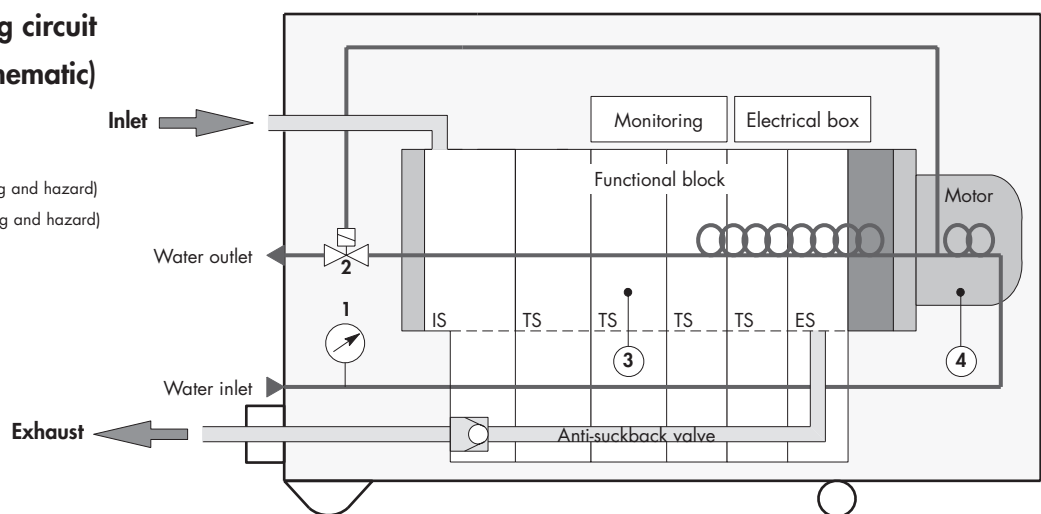 g circuit
hematic)
Inlet
Monitoring
Electrical box
g and hazard)
g and hazard)
Functional block
Motor
Water outlet
2
1
IS
TS
TS
TS
TS
ES
3
4
Water inlet
Exhaust
Anti-suckback valve